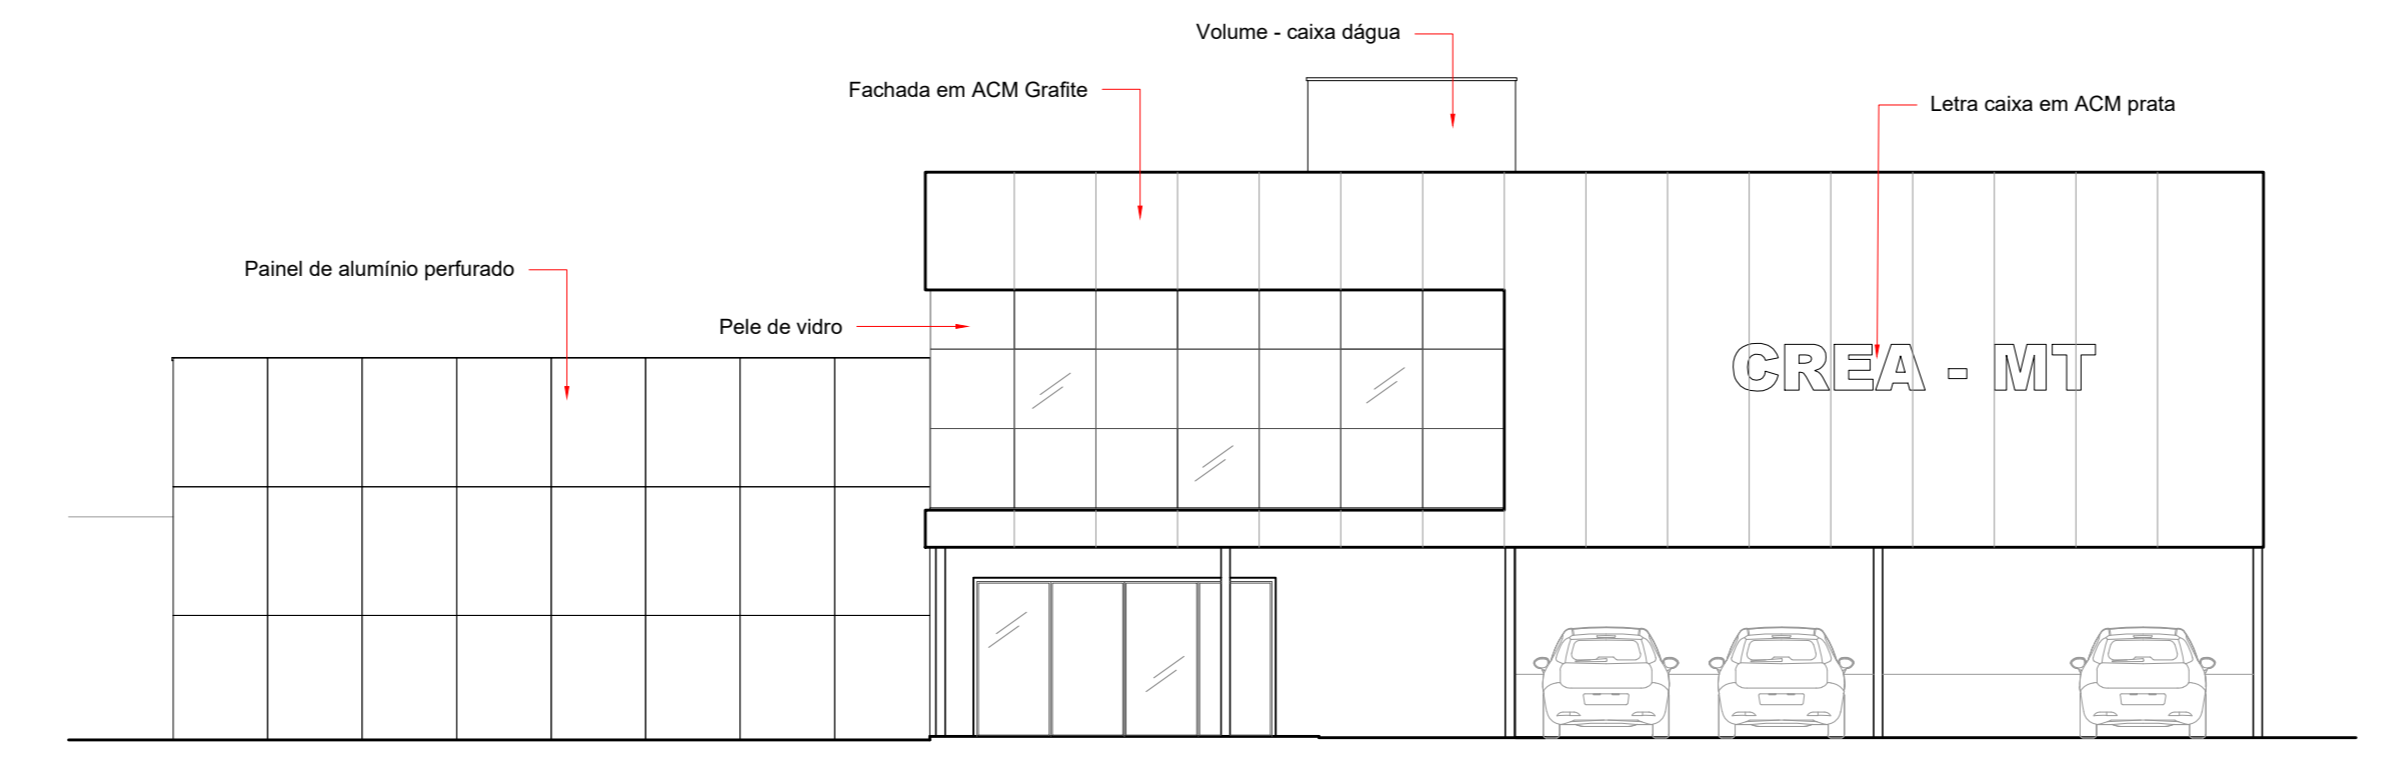 Volume - caixa dágua
Fachada em ACM Grafite
Letra caixa em ACM prata
Painel de alumínio perfurado
Pele de vidro
CREA - MT